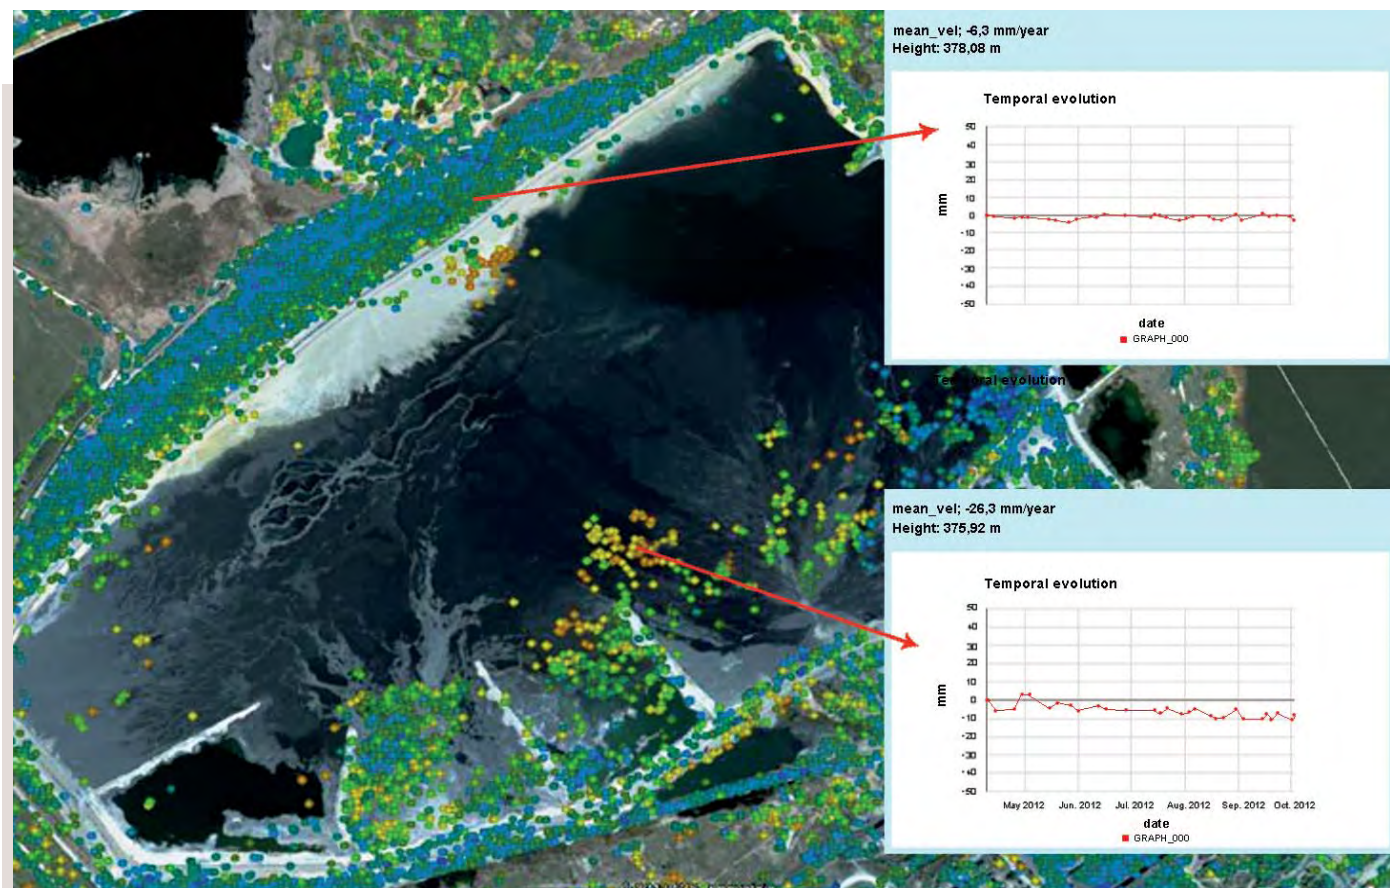 mean_vel; -6,3 mm/year
Height: 378,08 m
Temporal evolution
50
40
30
20
10
0
-10
-20
-30
-40
-50
mm
date
GRAPH_000
Temporal evolution
mean_vel; -26,3 mm/year
Height: 375,92 m
Temporal evolution
50
40
30
20
10
0
-10
-20
-30
-40
-50
mm
May 2012 Jun. 2012 Jul. 2012 Aug. 2012 Sep. 2012 Oct. 2012
date
GRAPH_000